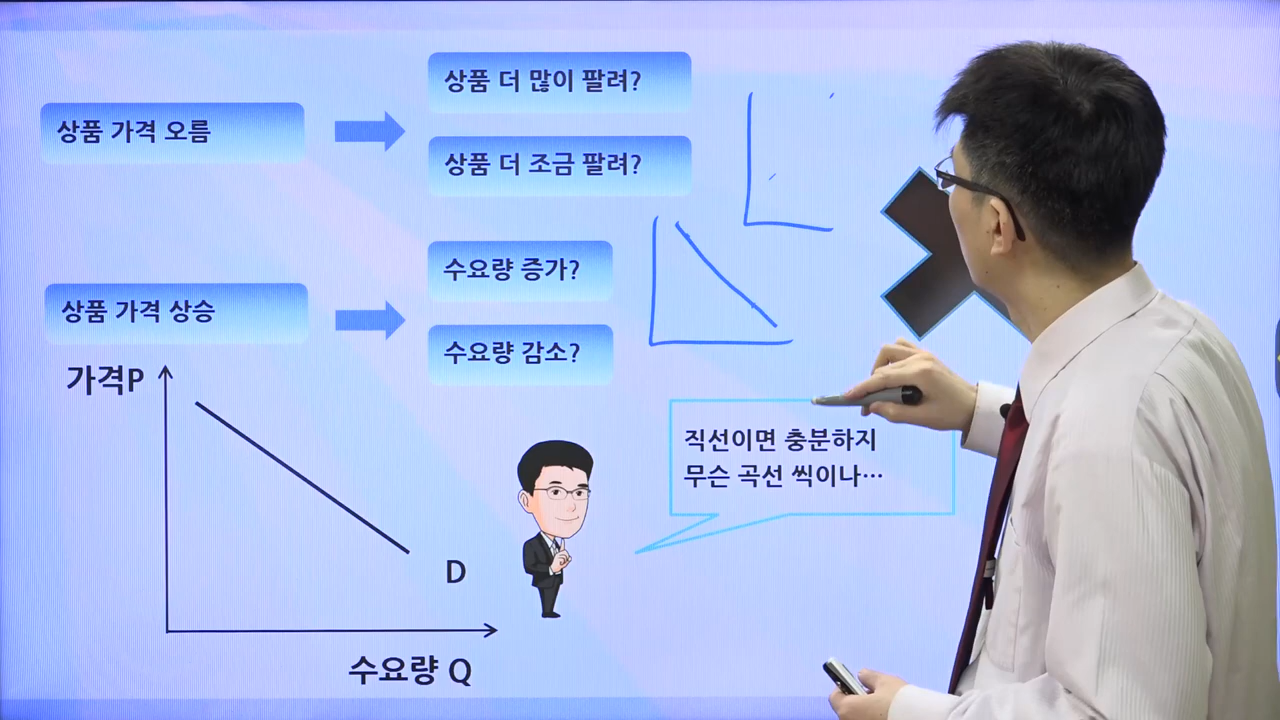 상품 가격 오름
상품 더 많이 팔려?
상품 더 조금 팔려?
상품 가격 상승
수요량 증가?
수요량 감소?
가격P
D
수요량 Q
직선이면 충분하지
무슨 곡선 씩이나…